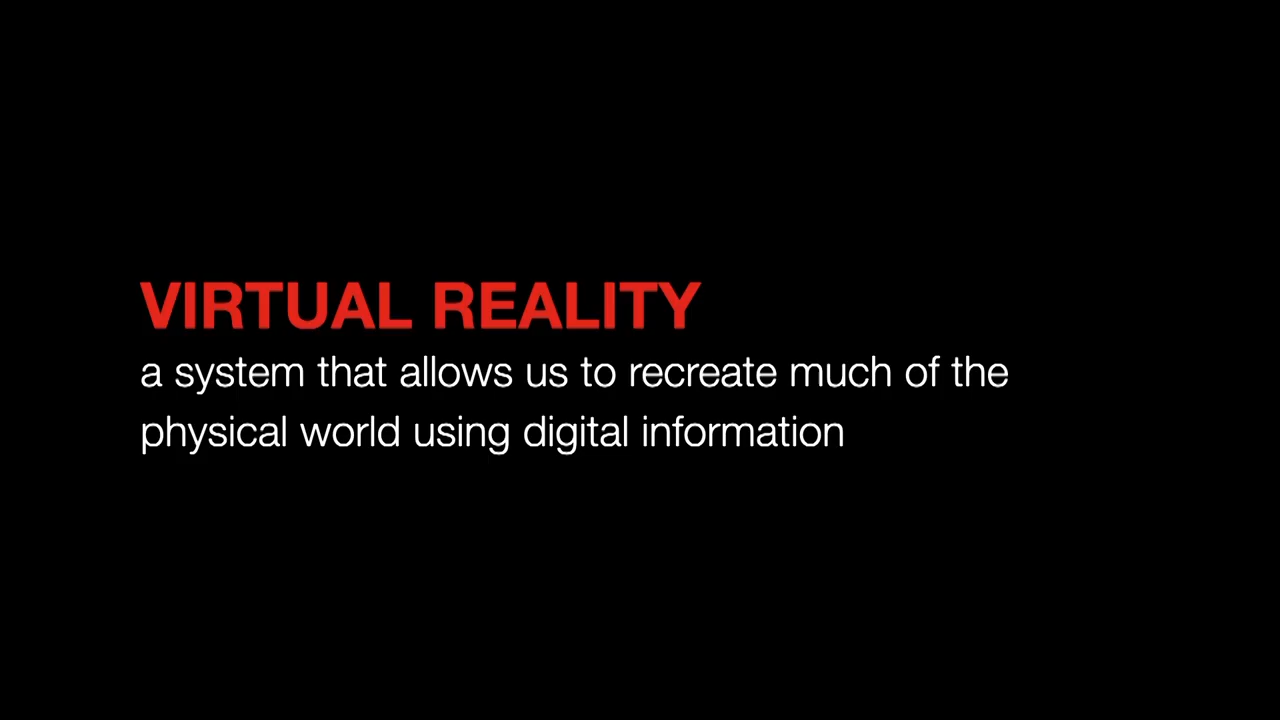 VIRTUAL REALITY
a system that allows us to recreate much of the
physical world using digital information